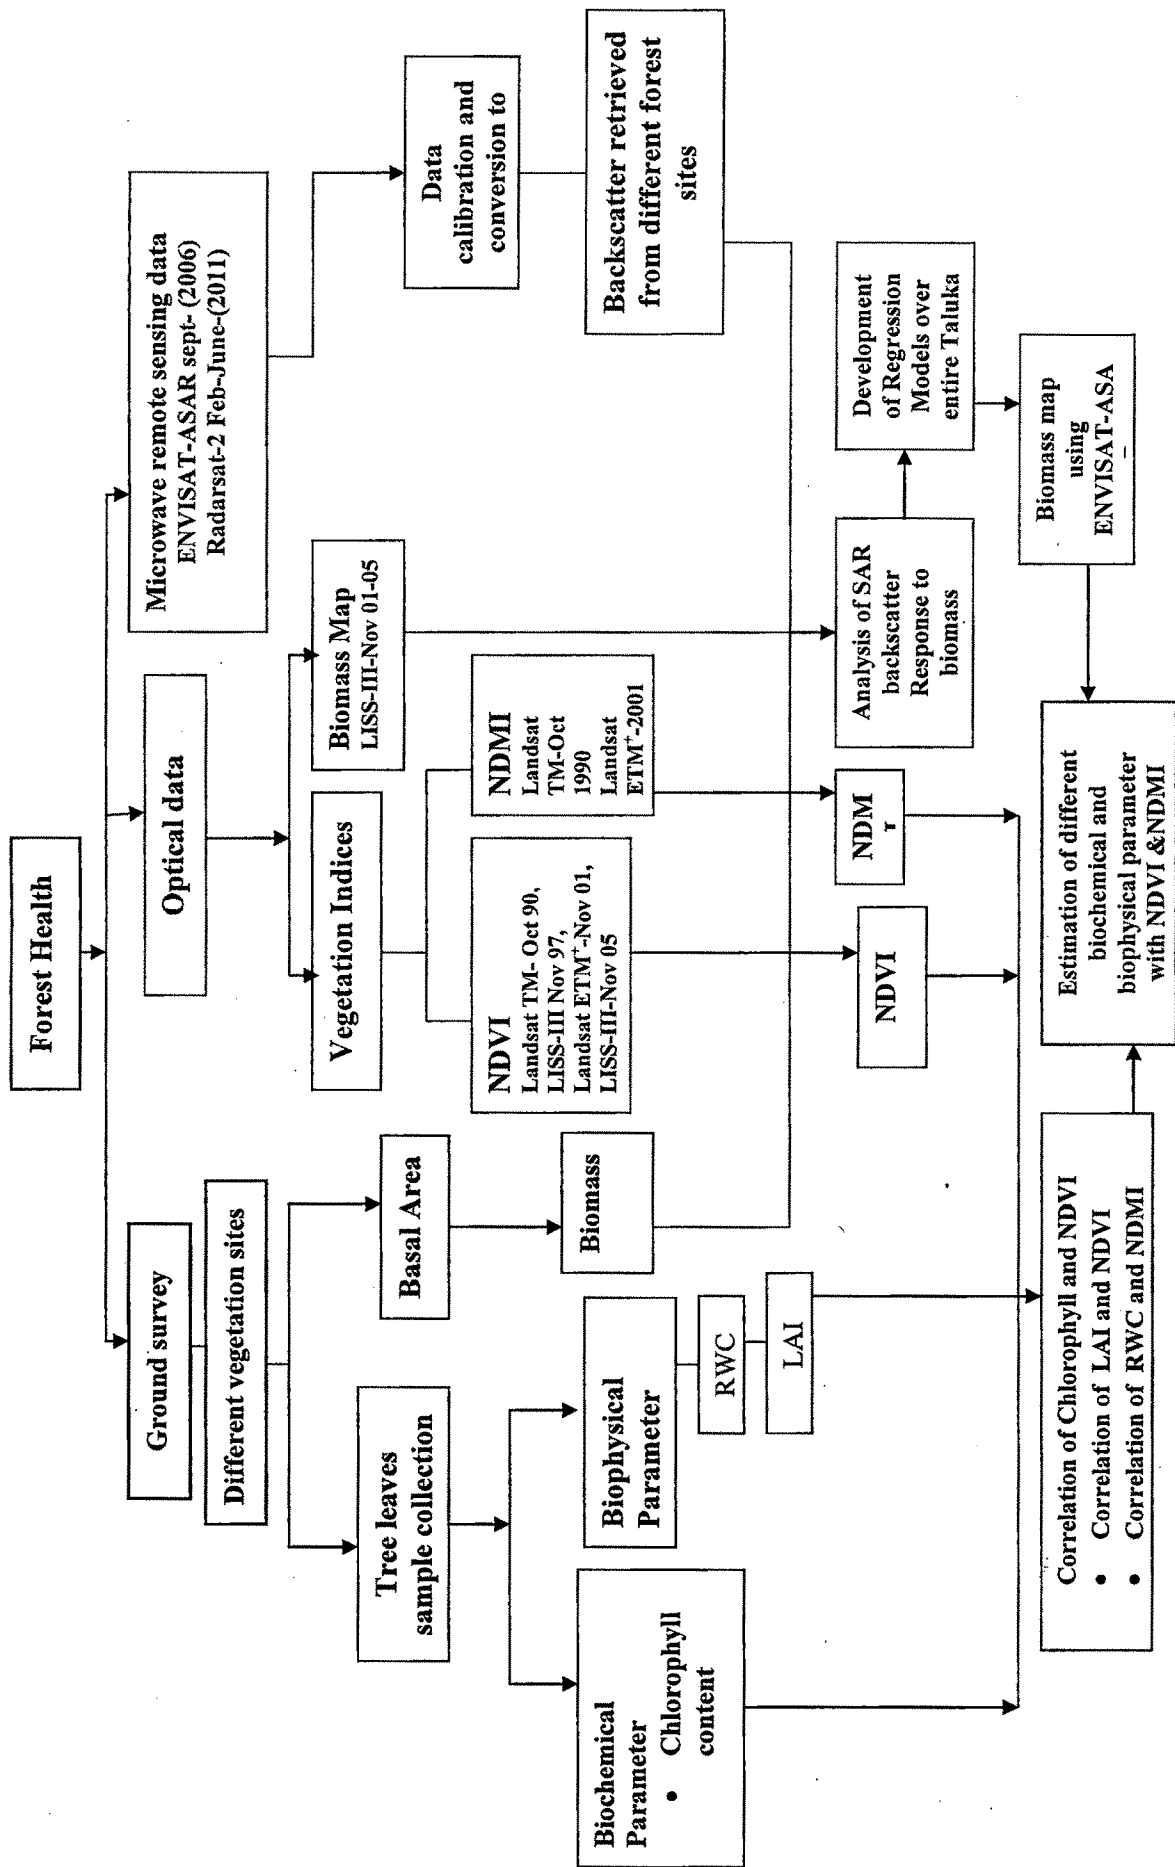 Forest Health
Ground survey
Different vegetation sites
Optical data
Microwave remote sensing data
ENVISAT-ASAR sept- (2006)
Radarsat-2 Feb-June-(2011)
Tree leaves
sample collection
Basal Area
Vegetation Indices
Biomass Map
LISS-III-Nov 01-05
Data
calibration and
conversion to
Biochemical
Parameter
• Chlorophyll
content
Biophysical
Parameter
RWC
LAI
Biomass
NDVI
Landsat TM- Oct 90,
LISS-III Nov 97,
Landsat ETM⁺-Nov 01,
LISS-III-Nov 05
NDMI
Landsat
TM-Oct
1990
Landsat
ETM⁺-2001
Backscatter retrieved
from different forest
sites
NDVI
NDM
Analysis of SAR
backscatter
Response to
biomass
Development
of Regression
Models over
entire Taluka
Correlation of Chlorophyll and NDVI
• Correlation of LAI and NDVI
• Correlation of RWC and NDMI
Estimation of different
biochemical and
biophysical parameter
with NDVI &NDMI
Biomass map
using
ENVISAT-ASA